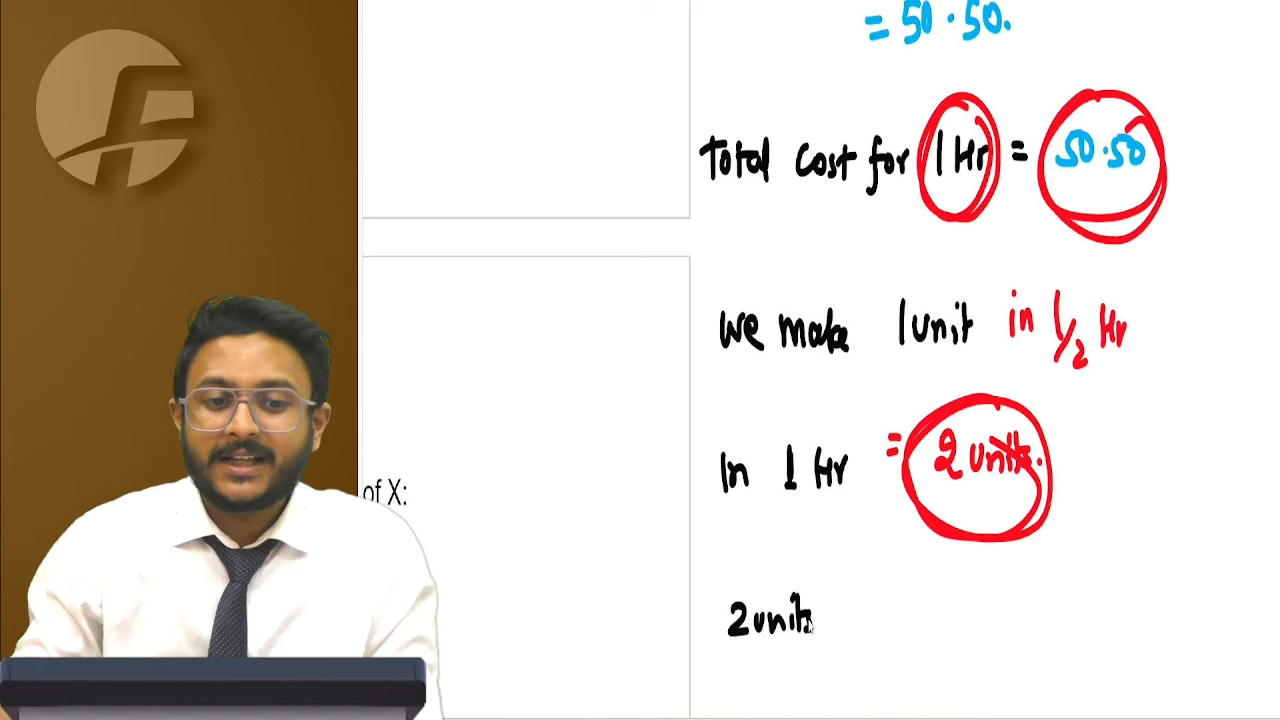 = 50.50.
Total cost for 1 Hr = 50.50
We make 1 unit in 1/2 Hr
In 1 Hr = 2 units.
of X:
2 units